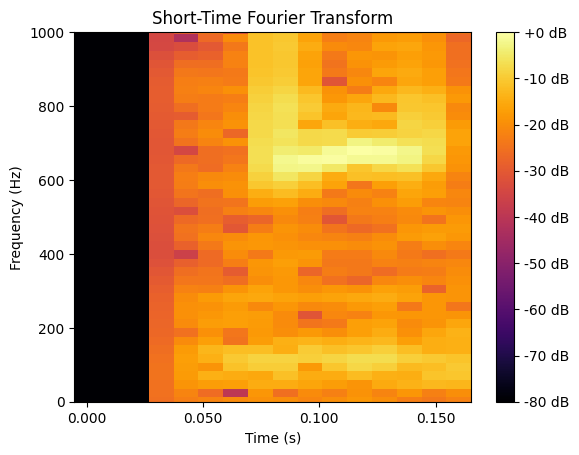 Short-Time Fourier Transform
1000
800
600
400
200
0
Frequency (Hz)
0.000
0.050
0.100
0.150
Time (s)
+0 dB
-10 dB
-20 dB
-30 dB
-40 dB
-50 dB
-60 dB
-70 dB
-80 dB